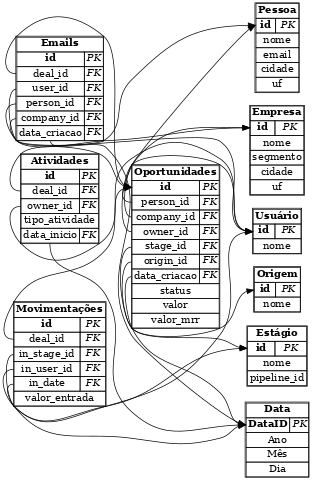 Emails
id PK
deal_id FK
user_id FK
person_id FK
company_id FK
data_criacao FK
Atividades
id PK
deal_id FK
owner_id FK
tipo_atividade
data_inicio FK
Movimentações
id PK
deal_id FK
in_stage_id FK
in_user_id FK
in_date FK
valor_entrada
Oportunidades
id PK
person_id FK
company_id FK
owner_id FK
stage_id FK
origin_id FK
data_criacao FK
status
valor
valor_mrr
Pessoa
id PK
nome
email
cidade
uf
Empresa
id PK
nome
segmento
cidade
uf
Usuário
id PK
nome
Origem
id PK
nome
Estágio
id PK
nome
pipeline_id
Data
DataID PK
Ano
Mês
Dia